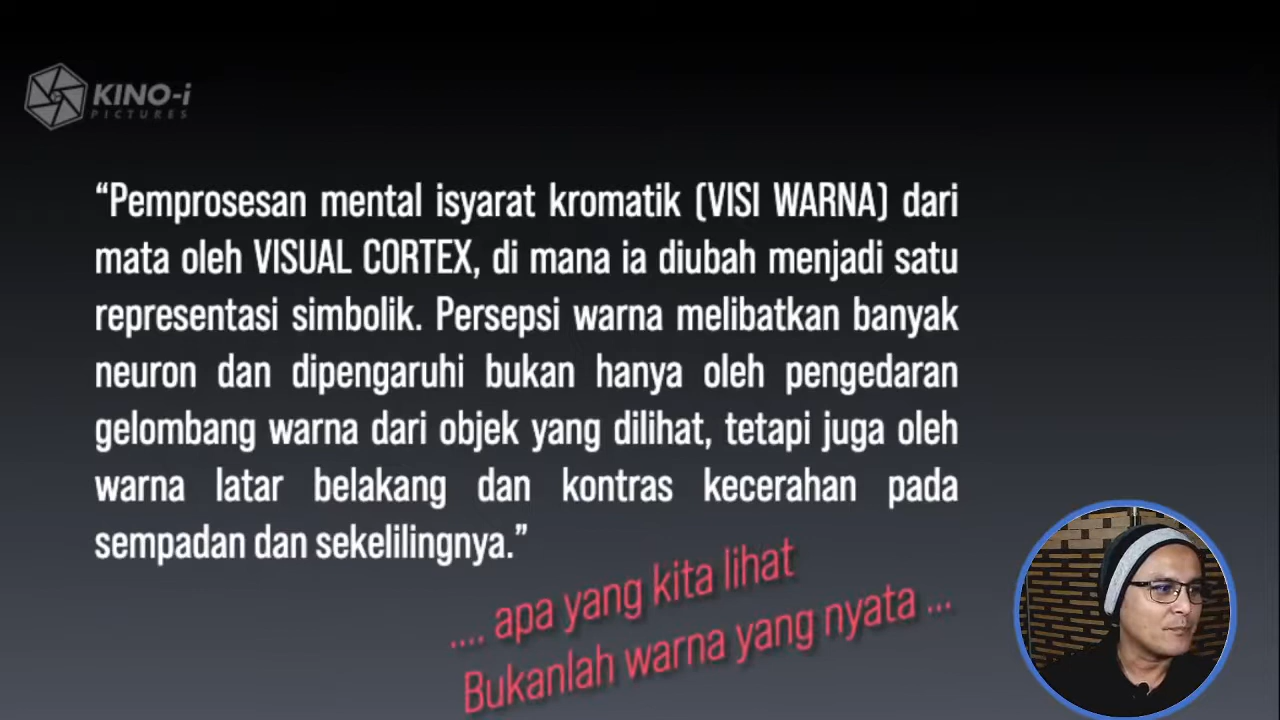 KINO-i
PICTURES
“Pemprosesan mental isyarat kromatik (VISI WARNA) dari
mata oleh VISUAL CORTEX, di mana ia diubah menjadi satu
representasi simbolik. Persepsi warna melibatkan banyak
neuron dan dipengaruhi bukan hanya oleh pengedaran
gelombang warna dari objek yang dilihat, tetapi juga oleh
warna latar belakang dan kontras kecerahan pada
sempadan dan sekelilingnya.”
.... apa yang kita lihat
Bukanlah warna yang nyata ...